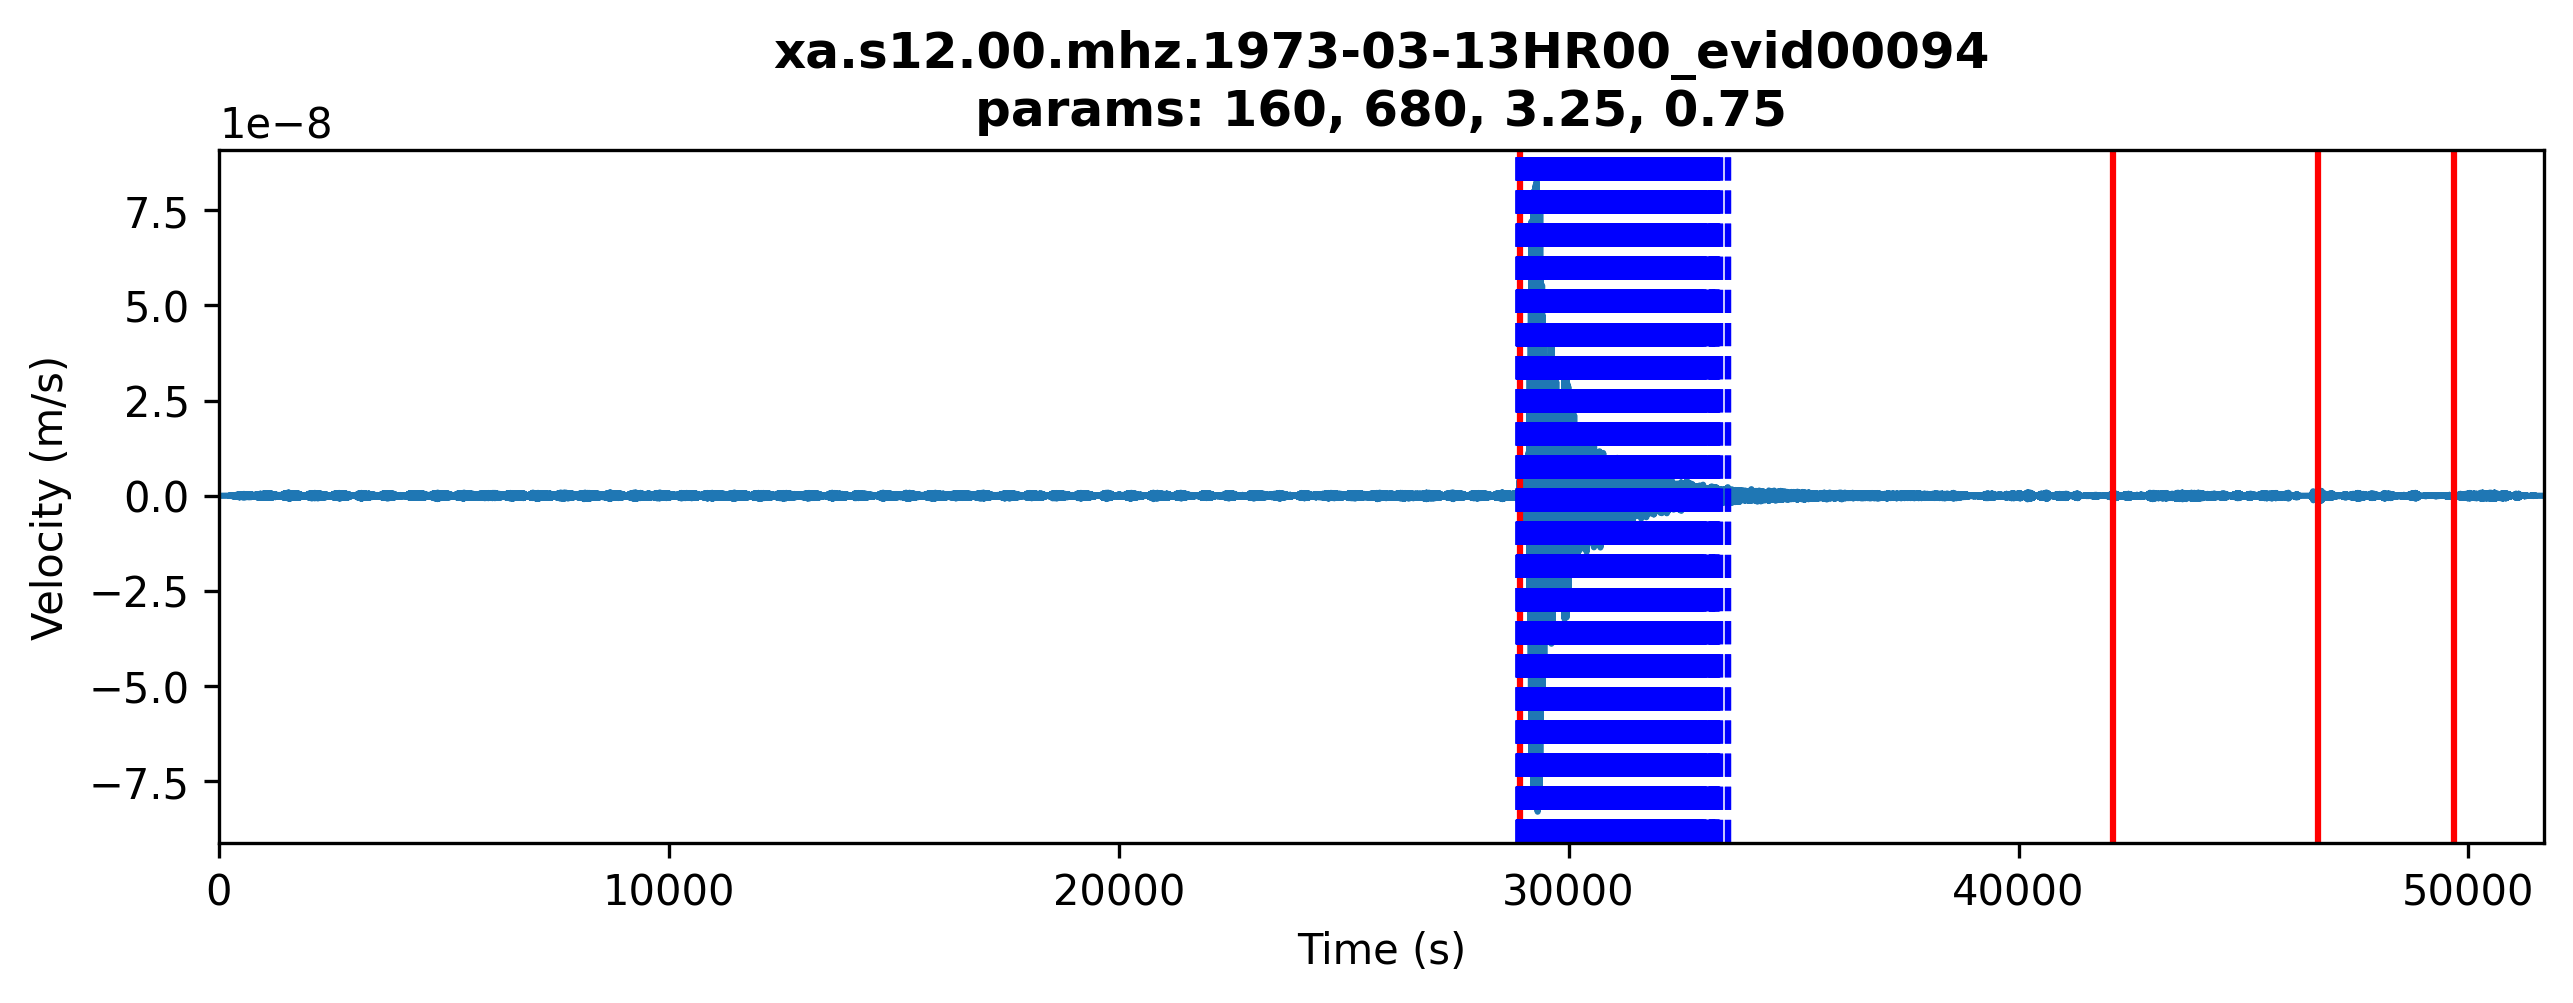 xa.s12.00.mhz.1973-03-13HR00_evid00094
params: 160, 680, 3.25, 0.75
1e−8
7.5
5.0
2.5
0.0
−2.5
−5.0
−7.5
Velocity (m/s)
0 10000 20000 30000 40000 50000
Time (s)